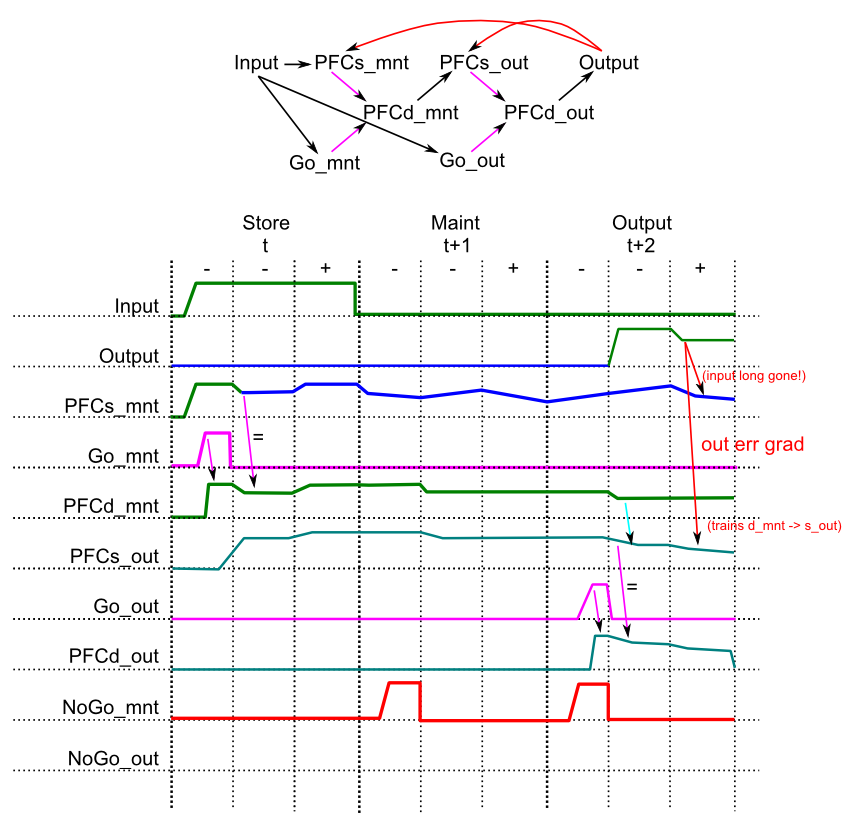 Input PFCs_mnt PFCs_out Output
PFCd_mnt PFCd_out
Go_mnt Go_out
Store Maint Output
t t+1 t+2
- - + - - + - - +
Input
Output
(input long gone!)
PFCs_mnt
out err grad
Go_mnt =
PFCd_mnt
(trains d_mnt -> s_out)
PFCs_out
=
Go_out
PFCd_out
NoGo_mnt
NoGo_out